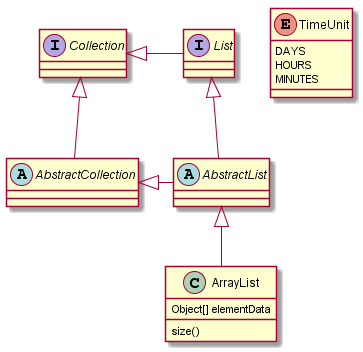 I Collection
I List
E TimeUnit
DAYS
HOURS
MINUTES
A AbstractCollection
A AbstractList
C ArrayList
Object[] elementData
size()